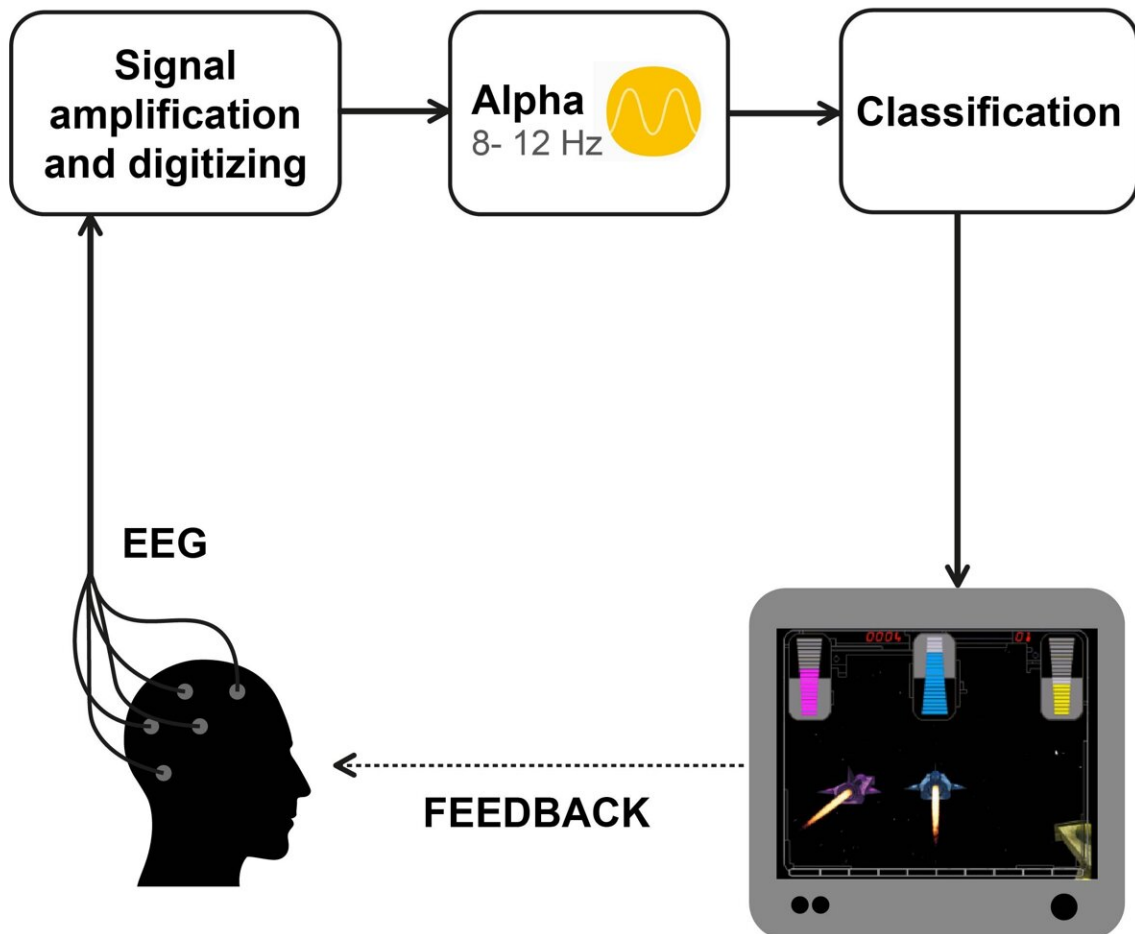 Signal
amplification
and digitizing
Alpha
8- 12 Hz
Classification
EEG
FEEDBACK
0004